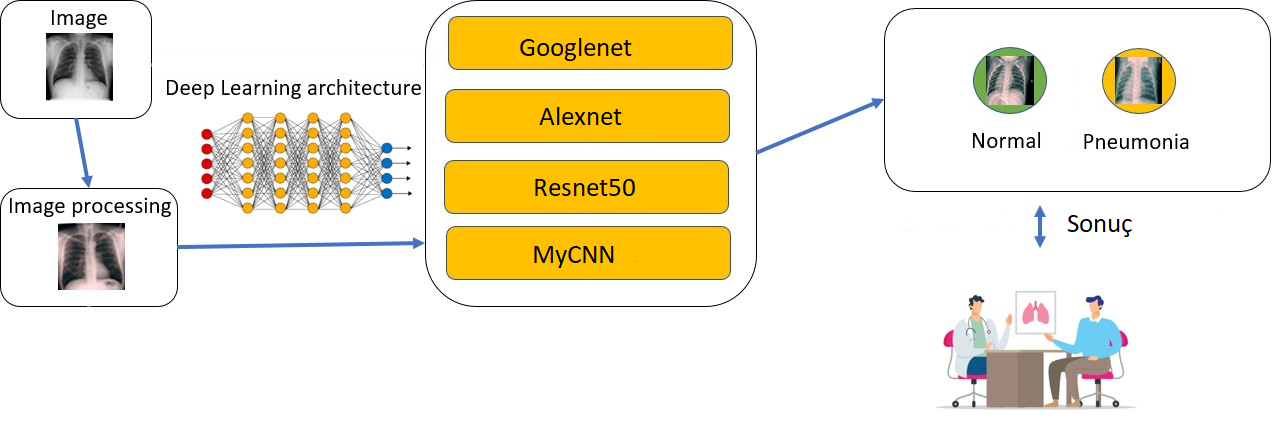 Image
Image processing
Deep Learning architecture
Googlenet
Alexnet
Resnet50
MyCNN
Normal
Pneumonia
Sonuç